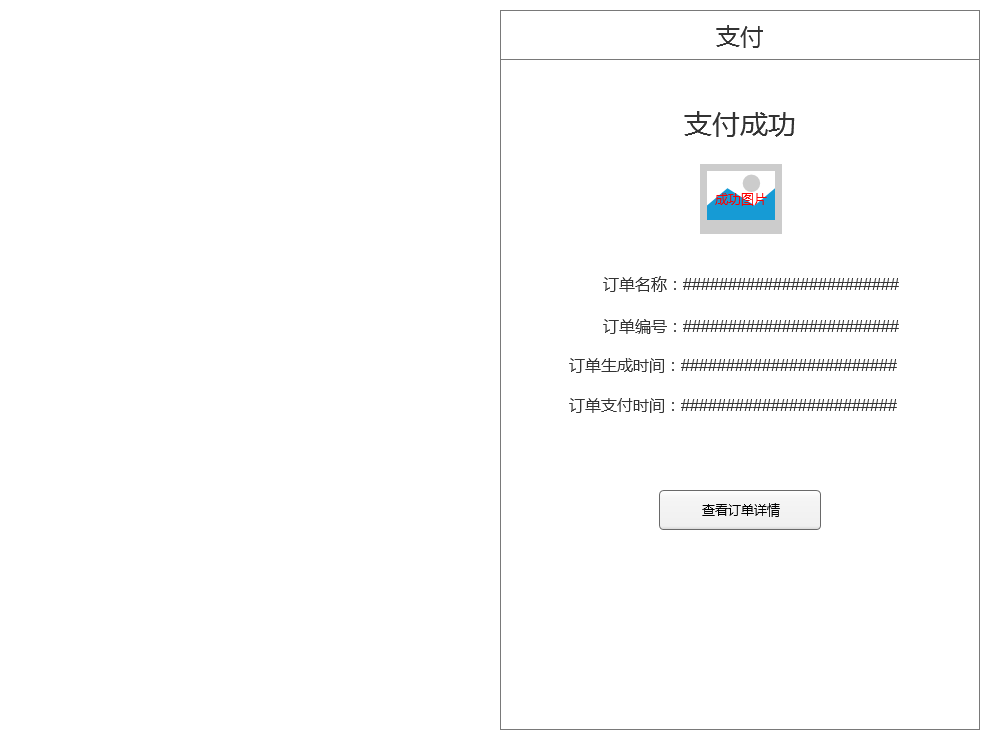 支付
支付成功
成功图片
订单名称：########################
订单编号：########################
订单生成时间：########################
订单支付时间：########################
查看订单详情